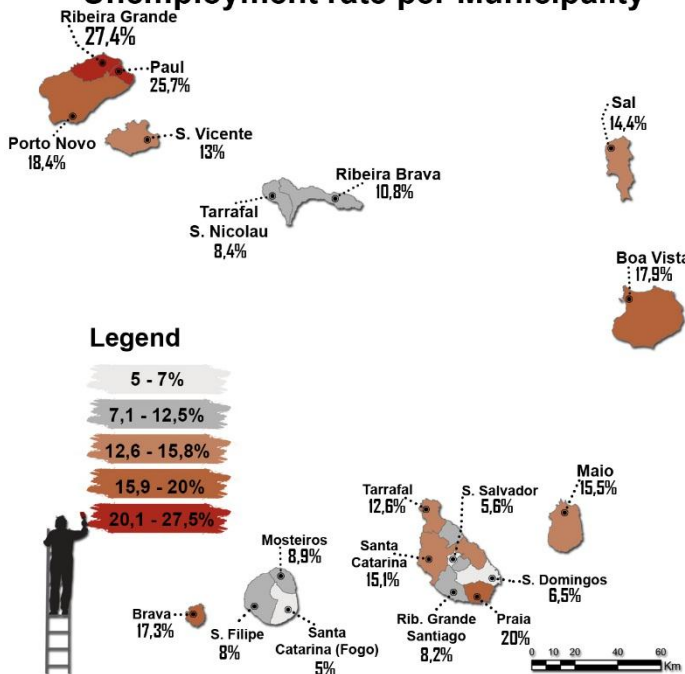 Unemployment rate per Municipality
Ribeira Grande
27,4%
Paul
25,7%
Porto Novo
18,4%
S. Vicente
13%
Sal
14,4%
Ribeira Brava
10,8%
Tarrafal
S. Nicolau
8,4%
Boa Vista
17,9%
Legend
5 - 7%
7,1 - 12,5%
12,6 - 15,8%
15,9 - 20%
20,1 - 27,5%
Tarrafal
12,6%
S. Salvador
5,6%
Maio
15,5%
Mosteiros
8,9%
Santa
Catarina
15,1%
S. Domingos
6,5%
Brava
17,3%
S. Filipe
8%
Santa
Catarina (Fogo)
5%
Rib. Grande
Santiago
8,2%
Praia
20%
0 10 20 40 60
Km